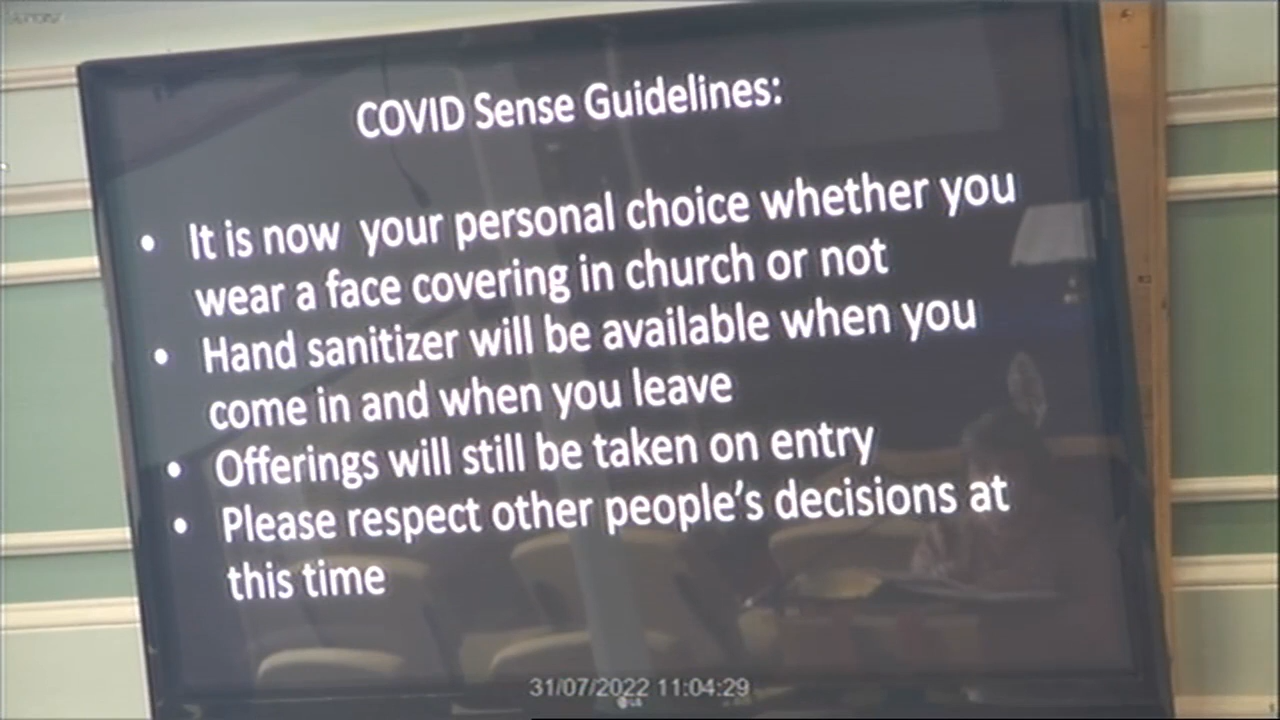 COVID Sense Guidelines:
• It is now your personal choice whether you
wear a face covering in church or not
• Hand sanitizer will be available when you
come in and when you leave
• Offerings will still be taken on entry
• Please respect other people's decisions at
this time
31/07/2022 11:04:29
LG